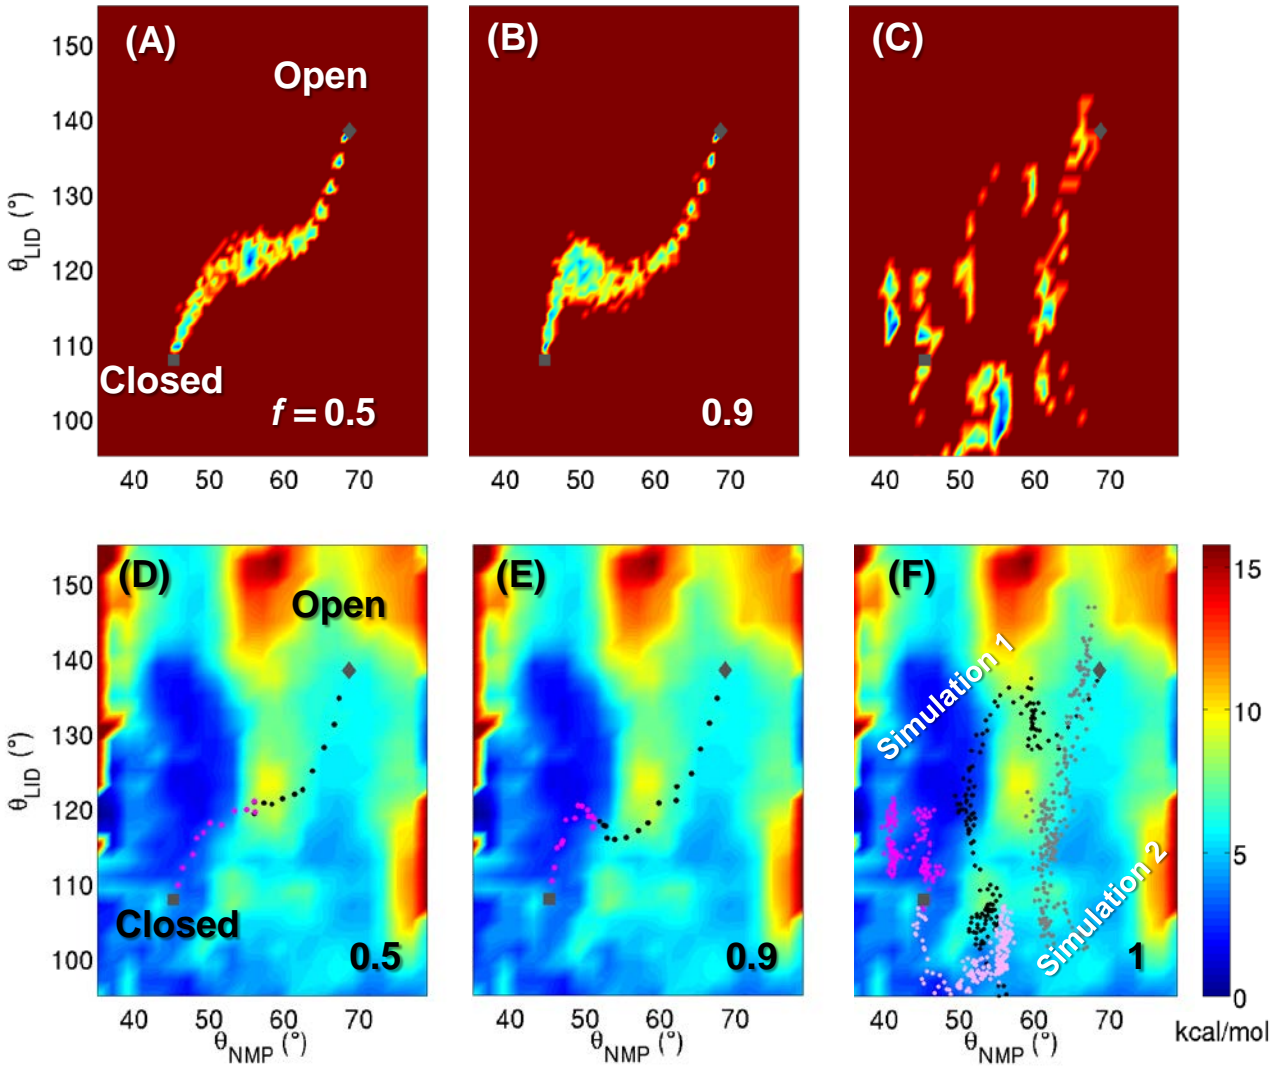 (A)
Open
Closed
f = 0.5
(B)
0.9
(C)
150
140
130
120
110
100
θLID (°)
40 50 60 70
40 50 60 70
40 50 60 70
(D)
Open
Closed
0.5
(E)
0.9
(F)
Simulation 1
Simulation 2
1
150
140
130
120
110
100
θLID (°)
40 50 60 70
40 50 60 70
40 50 60 70
θNMP (°)
θNMP (°)
θNMP (°)
15
10
5
0
kcal/mol